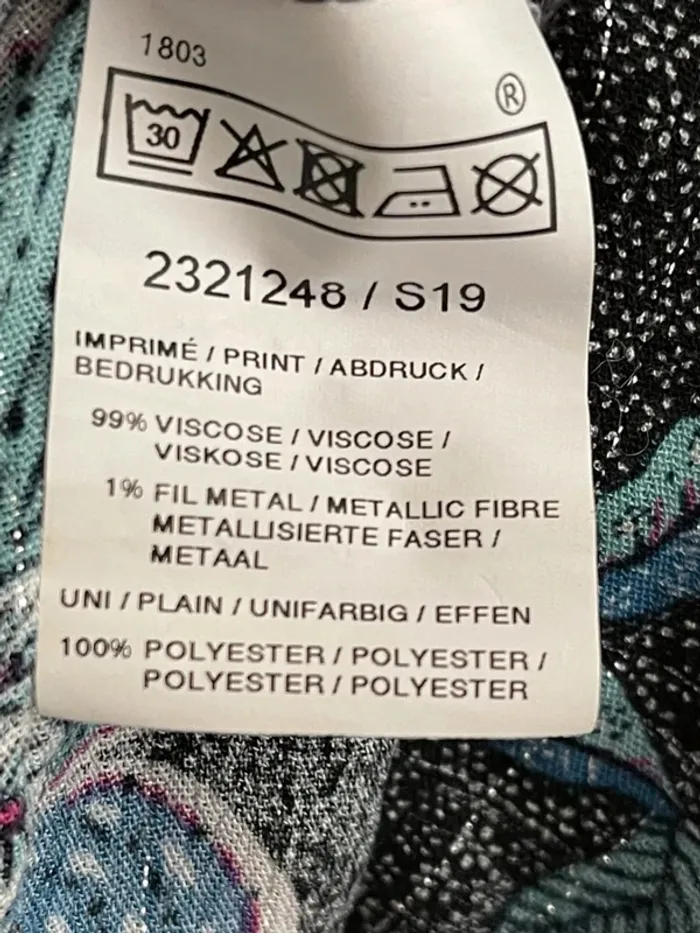 1803
®
30
2321248 / S19
IMPRIMÉ / PRINT / ABDRUCK /
BEDRUKKING
99% VISCOSE / VISCOSE /
VISKOSE / VISCOSE
1% FIL METAL / METALLIC FIBRE
METALLISIERTE FASER /
METAAL
UNI / PLAIN / UNIFARBIG / EFFEN
100% POLYESTER / POLYESTER /
POLYESTER / POLYESTER